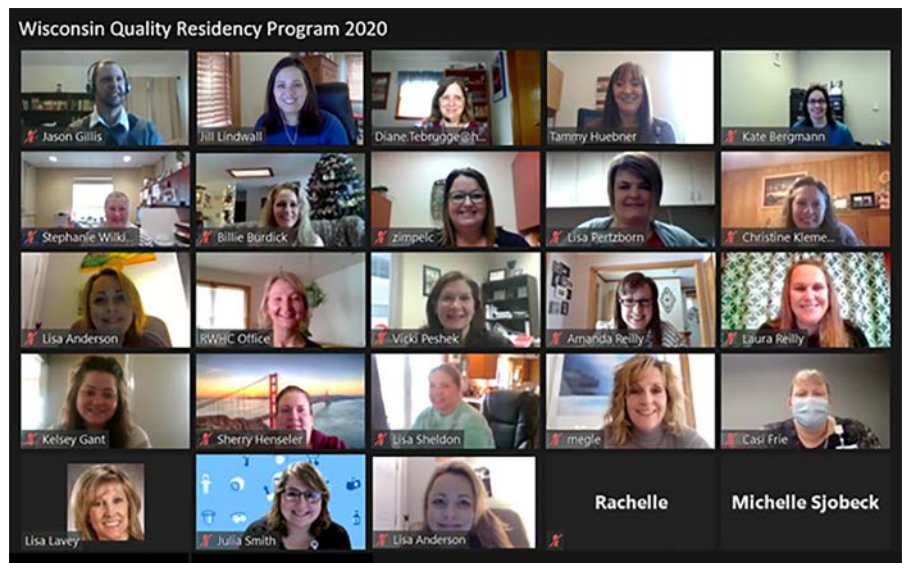 Wisconsin Quality Residency Program 2020
Jason Gillis
Jill Lindwall
Diane.Tebrugge@h...
Tammy Huebner
Kate Bergmann
Stephanie Wilki...
Billie Burdick
zimpelc
Lisa Pertzborn
Christine Kleme...
Lisa Anderson
RWHC Office
Vicki Peshek
Amanda Reilly
Laura Reilly
Kelsey Gant
Sherry Henseler
Lisa Sheldon
megle
Casi Frie
Lisa Lavey
Julia Smith
Lisa Anderson
Rachelle
Michelle Sjobeck